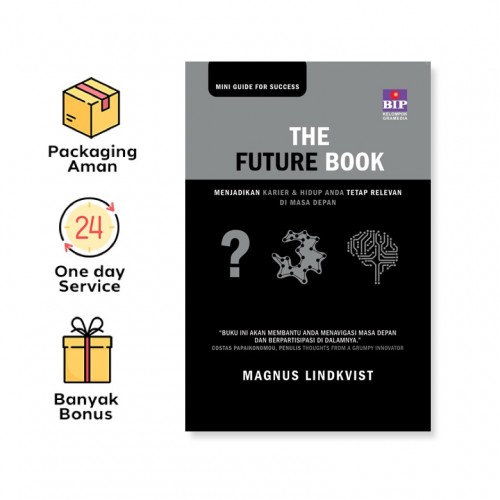 Packaging
Aman
24
One day
Service
Banyak
Bonus
MINI GUIDE FOR SUCCESS
BIP
KELOMPOK
GRAMEDIA
THE
FUTURE BOOK
MENJADIKAN KARIER & HIDUP ANDA TETAP RELEVAN
DI MASA DEPAN
?
"BUKU INI AKAN MEMBANTU ANDA MENAVIGASI MASA DEPAN
DAN BERPARTISIPASI DI DALAMNYA."
COSTAS PAPAIKONOMOU, PENULIS THOUGHTS FROM A GRUMPY INNOVATOR
MAGNUS LINDKVIST